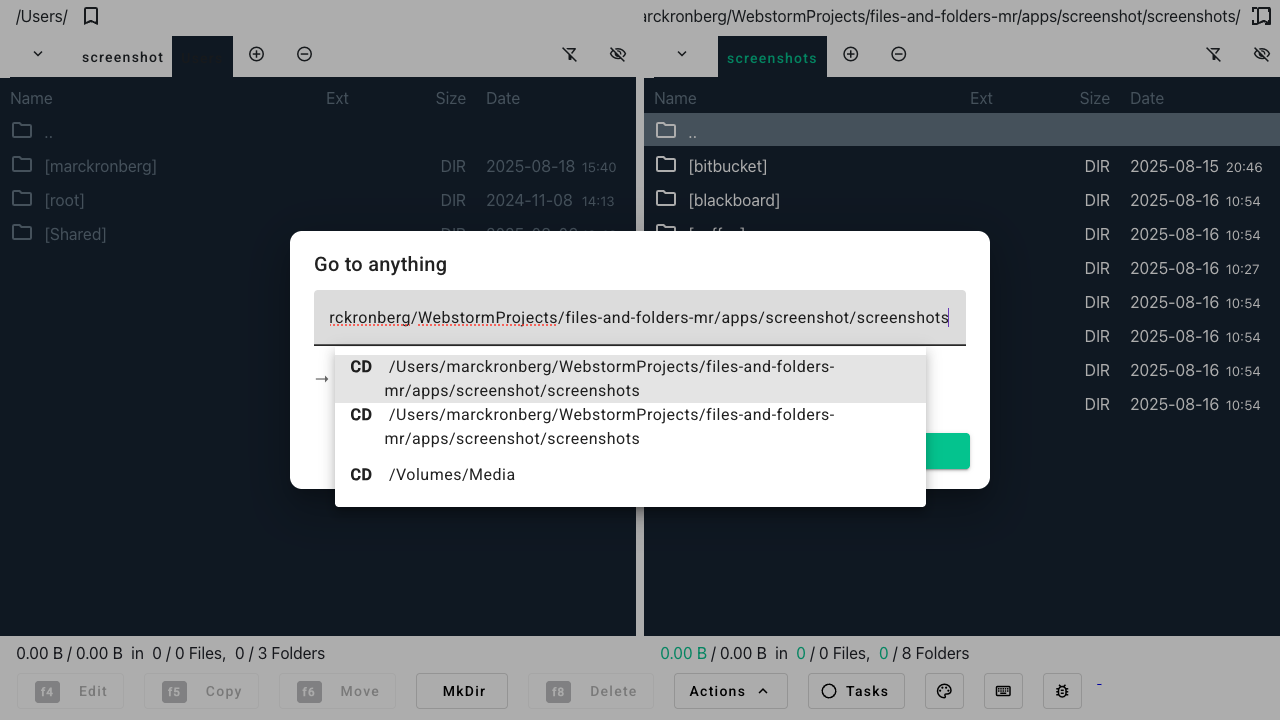 /Users/
rckronberg/WebstormProjects/files-and-folders-mr/apps/screenshot/screenshots/
screenshot
screenshots
Name Ext Size Date
Name Ext Size Date
..
..
[marckronberg] DIR 2025-08-18 15:40
[bitbucket] DIR 2025-08-15 20:46
[root] DIR 2024-11-08 14:13
[blackboard] DIR 2025-08-16 10:54
[Shared]
DIR 2025-08-16 10:54
DIR 2025-08-16 10:27
DIR 2025-08-16 10:54
DIR 2025-08-16 10:54
DIR 2025-08-16 10:54
DIR 2025-08-16 10:54
Go to anything
rckronberg/WebstormProjects/files-and-folders-mr/apps/screenshot/screenshots
→
CD /Users/marckronberg/WebstormProjects/files-and-folders-
mr/apps/screenshot/screenshots
CD /Users/marckronberg/WebstormProjects/files-and-folders-
mr/apps/screenshot/screenshots
CD /Volumes/Media
0.00 B / 0.00 B in 0 / 0 Files, 0 / 3 Folders
0.00 B / 0.00 B in 0 / 0 Files, 0 / 8 Folders
f4 Edit
f5 Copy
f6 Move
MkDir
f8 Delete
Actions
Tasks